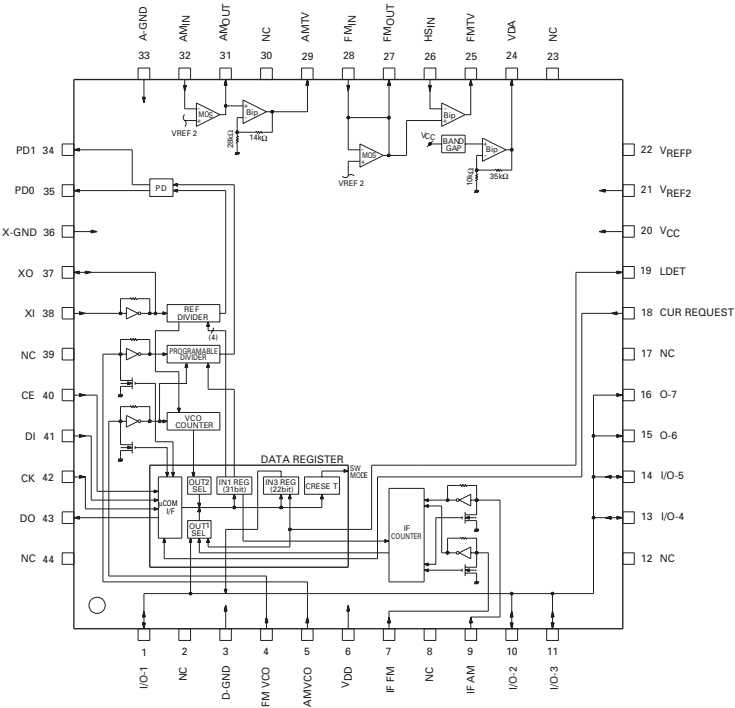 A-GND
AMIN
AMOUT
NC
AMTV
FMIN
FMOUT
HSIN
FMTV
VDA
NC
33
32
31
30
29
28
27
26
25
24
23
MOS
Bip
VREF 2
28kΩ
14kΩ
MOS
VREF 2
Bip
VCC
BAND GAP
Bip
10kΩ
35kΩ
PD1 34
PD0 35
X-GND 36
XO 37
XI 38
NC 39
CE 40
DI 41
CK 42
DO 43
NC 44
22 VREFP
21 VREF2
20 VCC
19 LDET
18 CUR REQUEST
17 NC
16 O-7
15 O-6
14 I/O-5
13 I/O-4
12 NC
PD
REF
DIVIDER
(4)
PROGRAMABLE
DIVIDER
VCO
COUNTER
DATA REGISTER
SW
MODE
µCOM
I/F
OUT2
SEL
IN1 REG
(31bit)
IN3 REG
(22bit)
CRESE T
OUT1
SEL
IF
COUNTER
1
2
3
4
5
6
7
8
9
10
11
I/O-1
NC
D-GND
FM VCO
AMVCO
VDD
IF FM
NC
IF AM
I/O-2
I/O-3